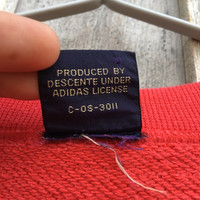 PRODUCED BY
DESCENTE UNDER
ADIDAS LICENSE
C-OS-3011